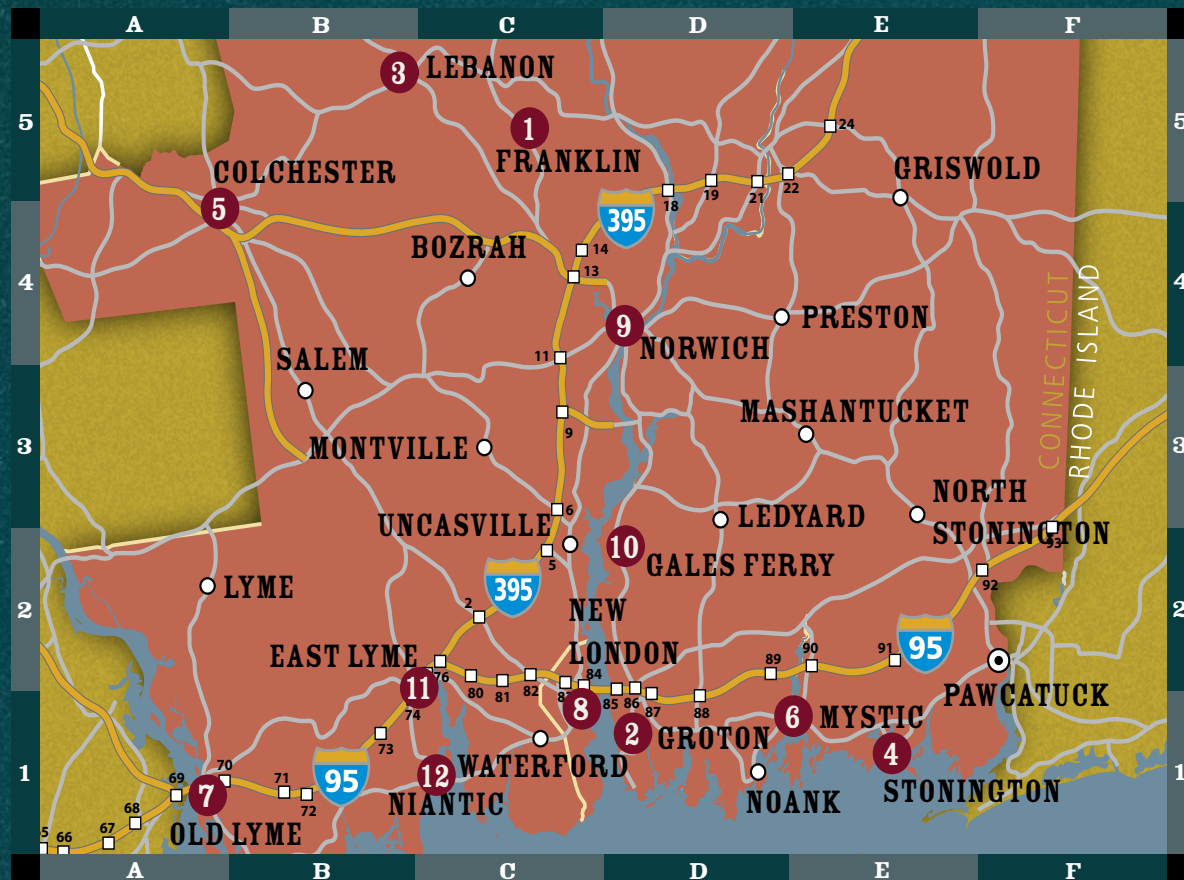 A B C D E F
3 LEBANON
5 5
1
24
FRANKLIN
GRISWOLD
COLCHESTER
19 21 22
18
5
395
BOZRAH
14
13
4 4
CONNECTICUT
RHODE ISLAND
9
PRESTON
NORWICH
11
SALEM
MASHANTUCKET
9
MONTVILLE
3 3
NORTH
STONINGTON
6
LEDYARD
UNCASVILLE
93
10
5
GALES FERRY
LYME
395
92
2
NEW
LONDON
2 2
95
EAST LYME
89 90 91
76
80 81 82 84
11
85 86 87 88
PAWCATUCK
74
8
6 MYSTIC
73
2 GROTON
4
WATERFORD
12
1 1
70
69
71
72
95
STONINGTON
NOANK
7
NIANTIC
68
67
66
OLD LYME
A B C D E F